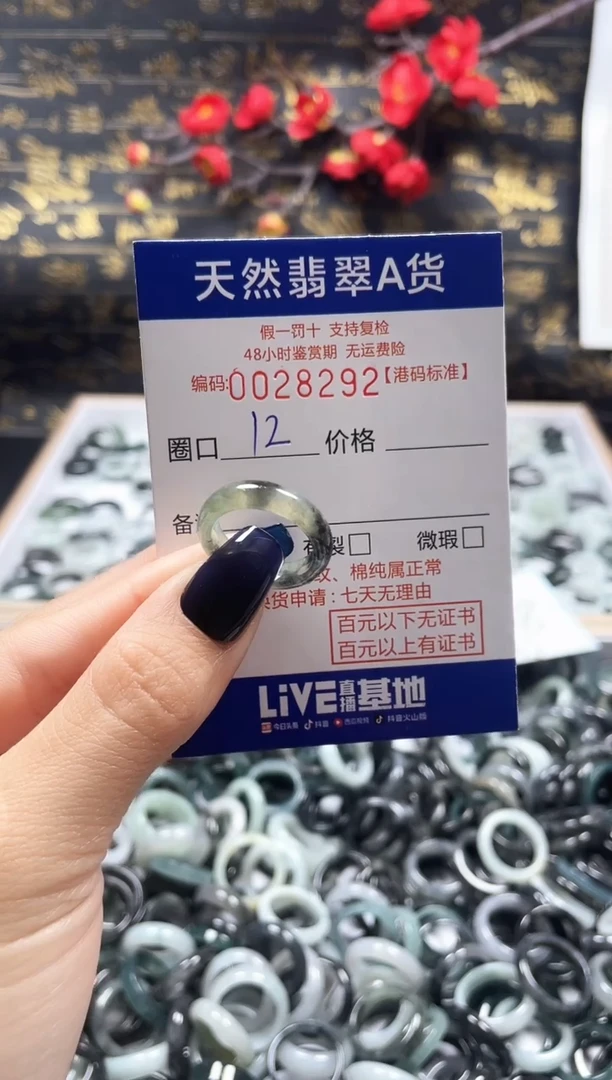 天然翡翠A货
假一罚十 支持复检
48小时鉴赏期 无运费险
编码:0028292【港码标准】
圈口 12 价格
备
裂□ 微瑕□
纹、棉纯属正常
换货申请:七天无理由
百元以下无证书
百元以上有证书
LiVE直播基地
今日头条 抖音 西瓜视频 抖音火山版